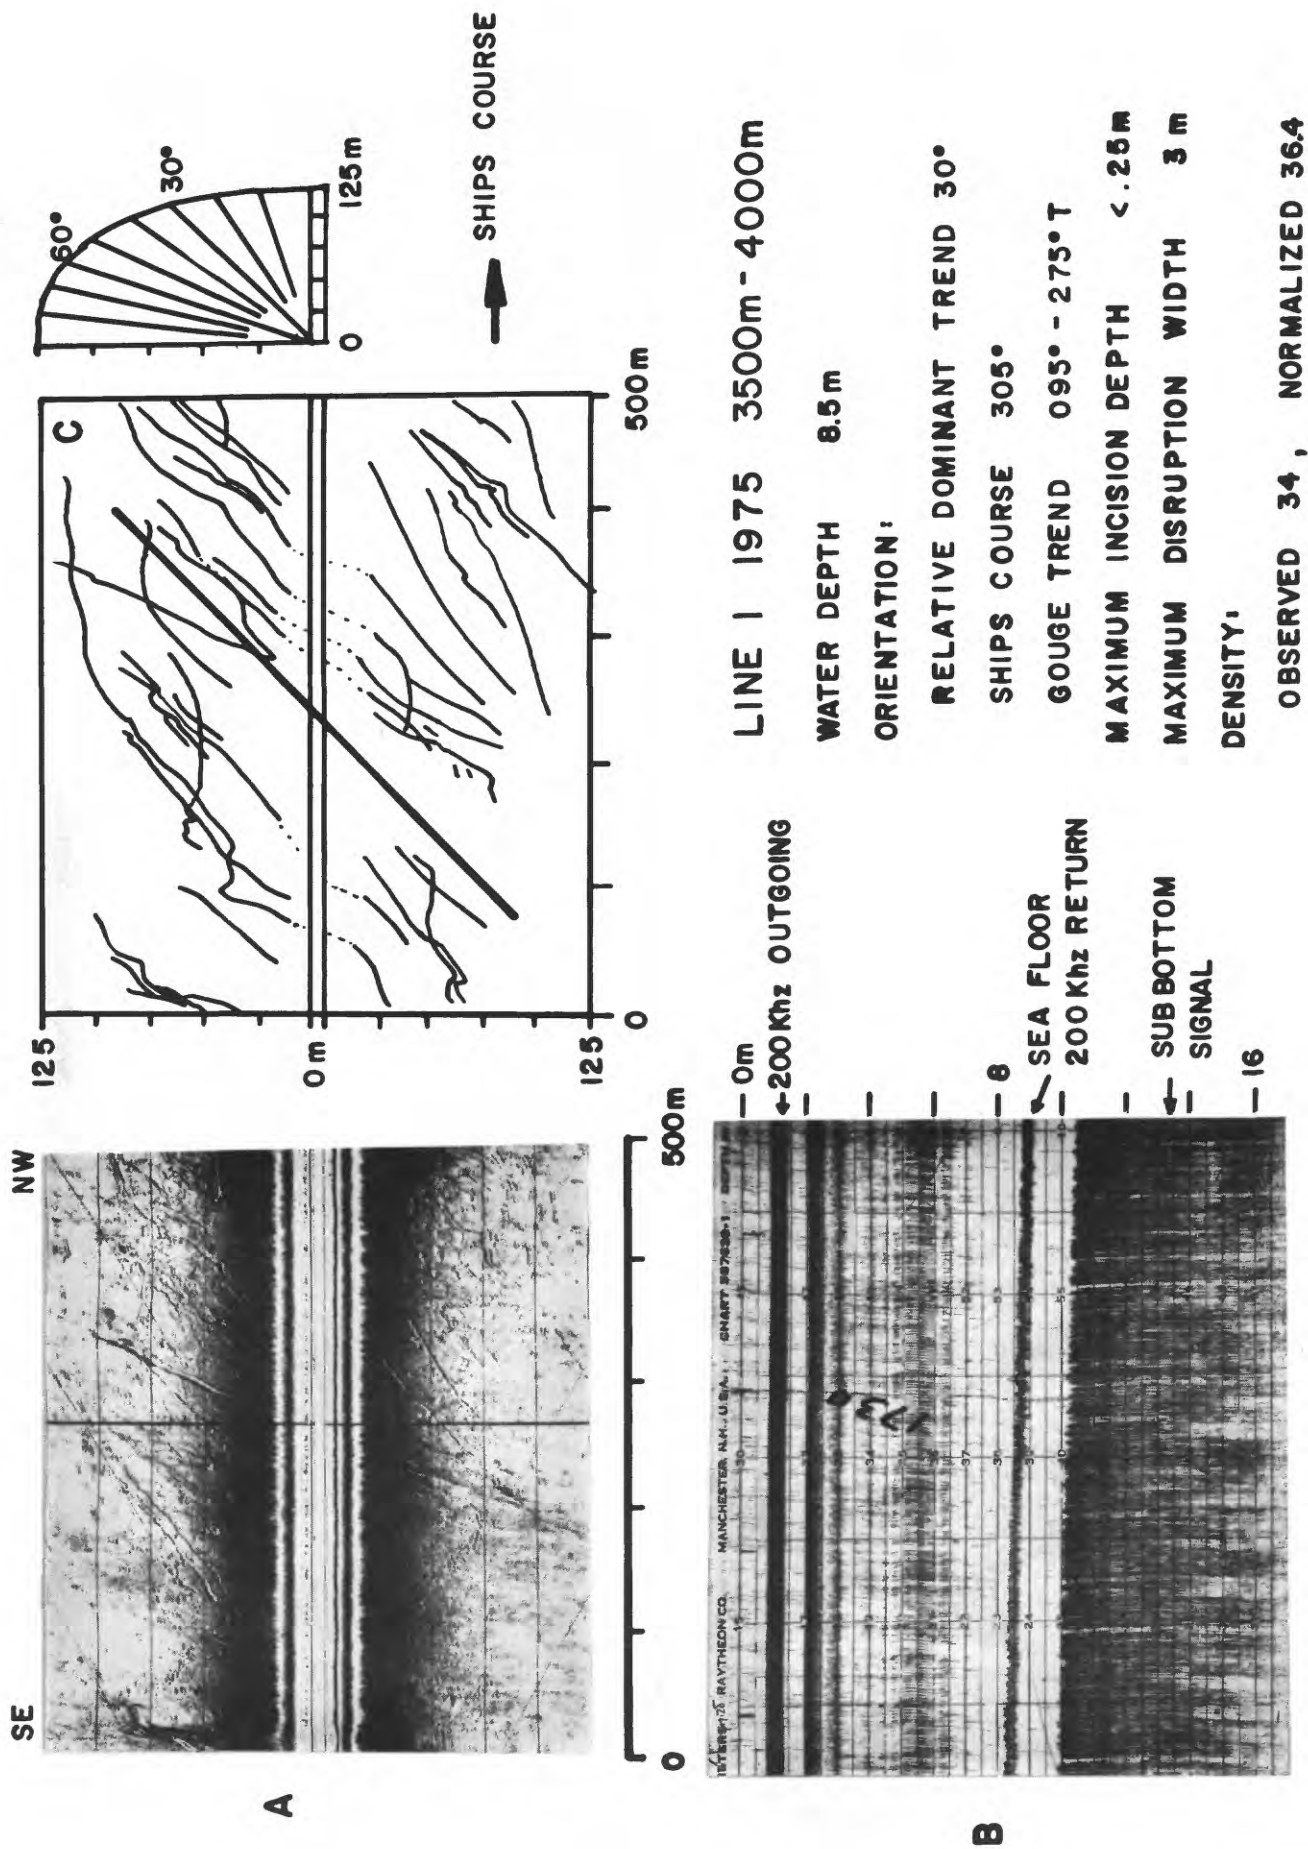 A
SE
NW
0
500m
125
0m
125
C
0
500m
60°
30°
0
125m
SHIPS COURSE
B
RAYTHEON CO. MANCHESTER, N.H., U.S.A.
173
0m
200Khz OUTGOING
8
SEA FLOOR
200Khz RETURN
SUB BOTTOM
SIGNAL
16
LINE 1 1975 3500m-4000m
WATER DEPTH 8.5m
ORIENTATION:
RELATIVE DOMINANT TREND 30°
SHIPS COURSE 305°
GOUGE TREND 095°-275°T
MAXIMUM INCISION DEPTH <.25m
MAXIMUM DISRUPTION WIDTH 3 m
DENSITY:
OBSERVED 34, NORMALIZED 36.4